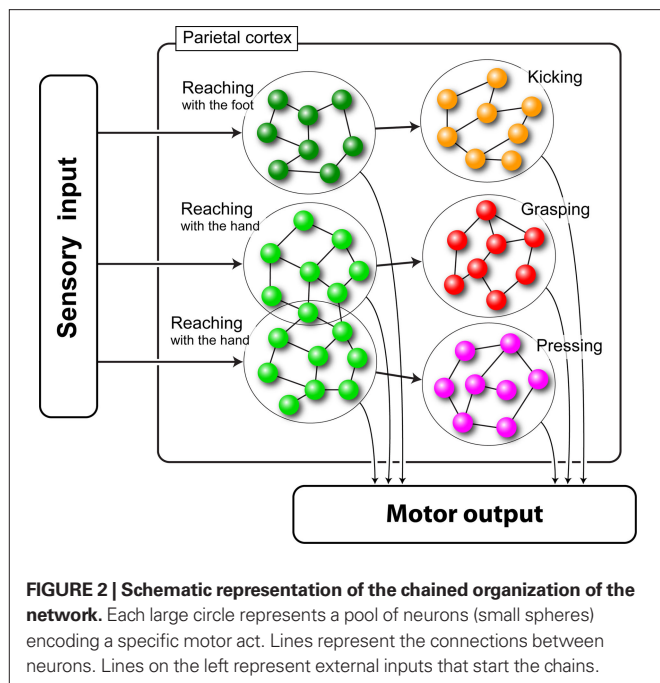 Parietal cortex
Sensory input
Reaching
with the foot
Kicking
Reaching
with the hand
Grasping
Reaching
with the hand
Pressing
Motor output
FIGURE 2 | Schematic representation of the chained organization of the
network. Each large circle represents a pool of neurons (small spheres)
encoding a specific motor act. Lines represent the connections between
neurons. Lines on the left represent external inputs that start the chains.